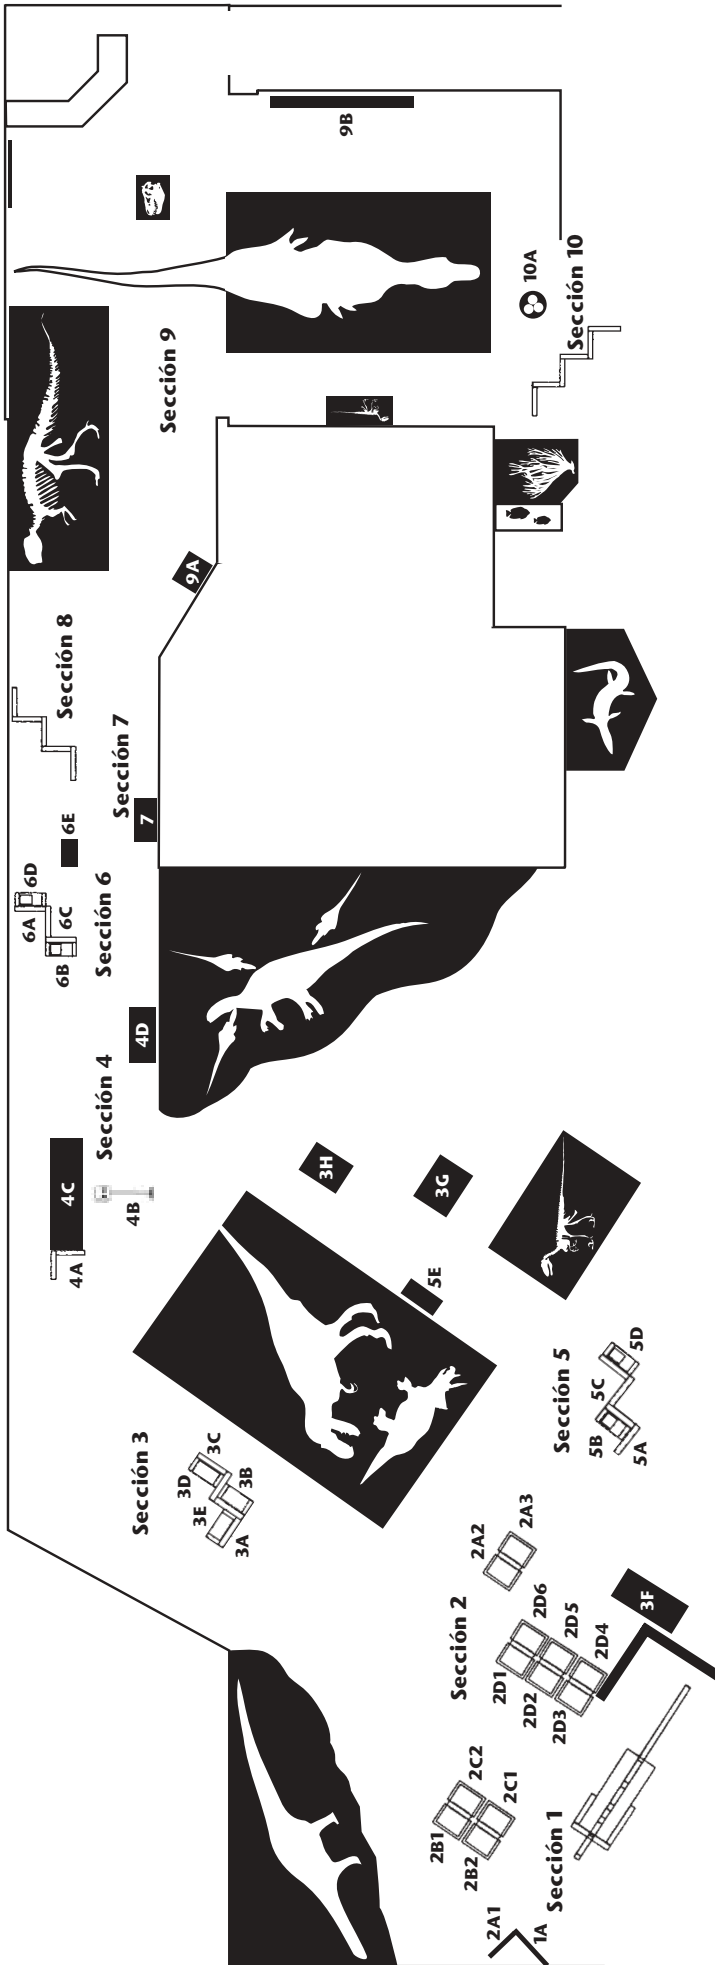 9B
10A
Sección 10
Sección 9
9A
Sección 8
Sección 7
7
6E
6D
6A
6C
6B
Sección 6
4D
Sección 4
4C
4B
4A
3H
3G
5E
Sección 5
5D
5C
5B
5A
Sección 3
3C
3D
3B
3E
3A
2A3
2A2
Sección 2
3F
2D6
2D5
2D4
2D1
2D2
2D3
2C2
2C1
2B1
2B2
Sección 1
2A1
1A